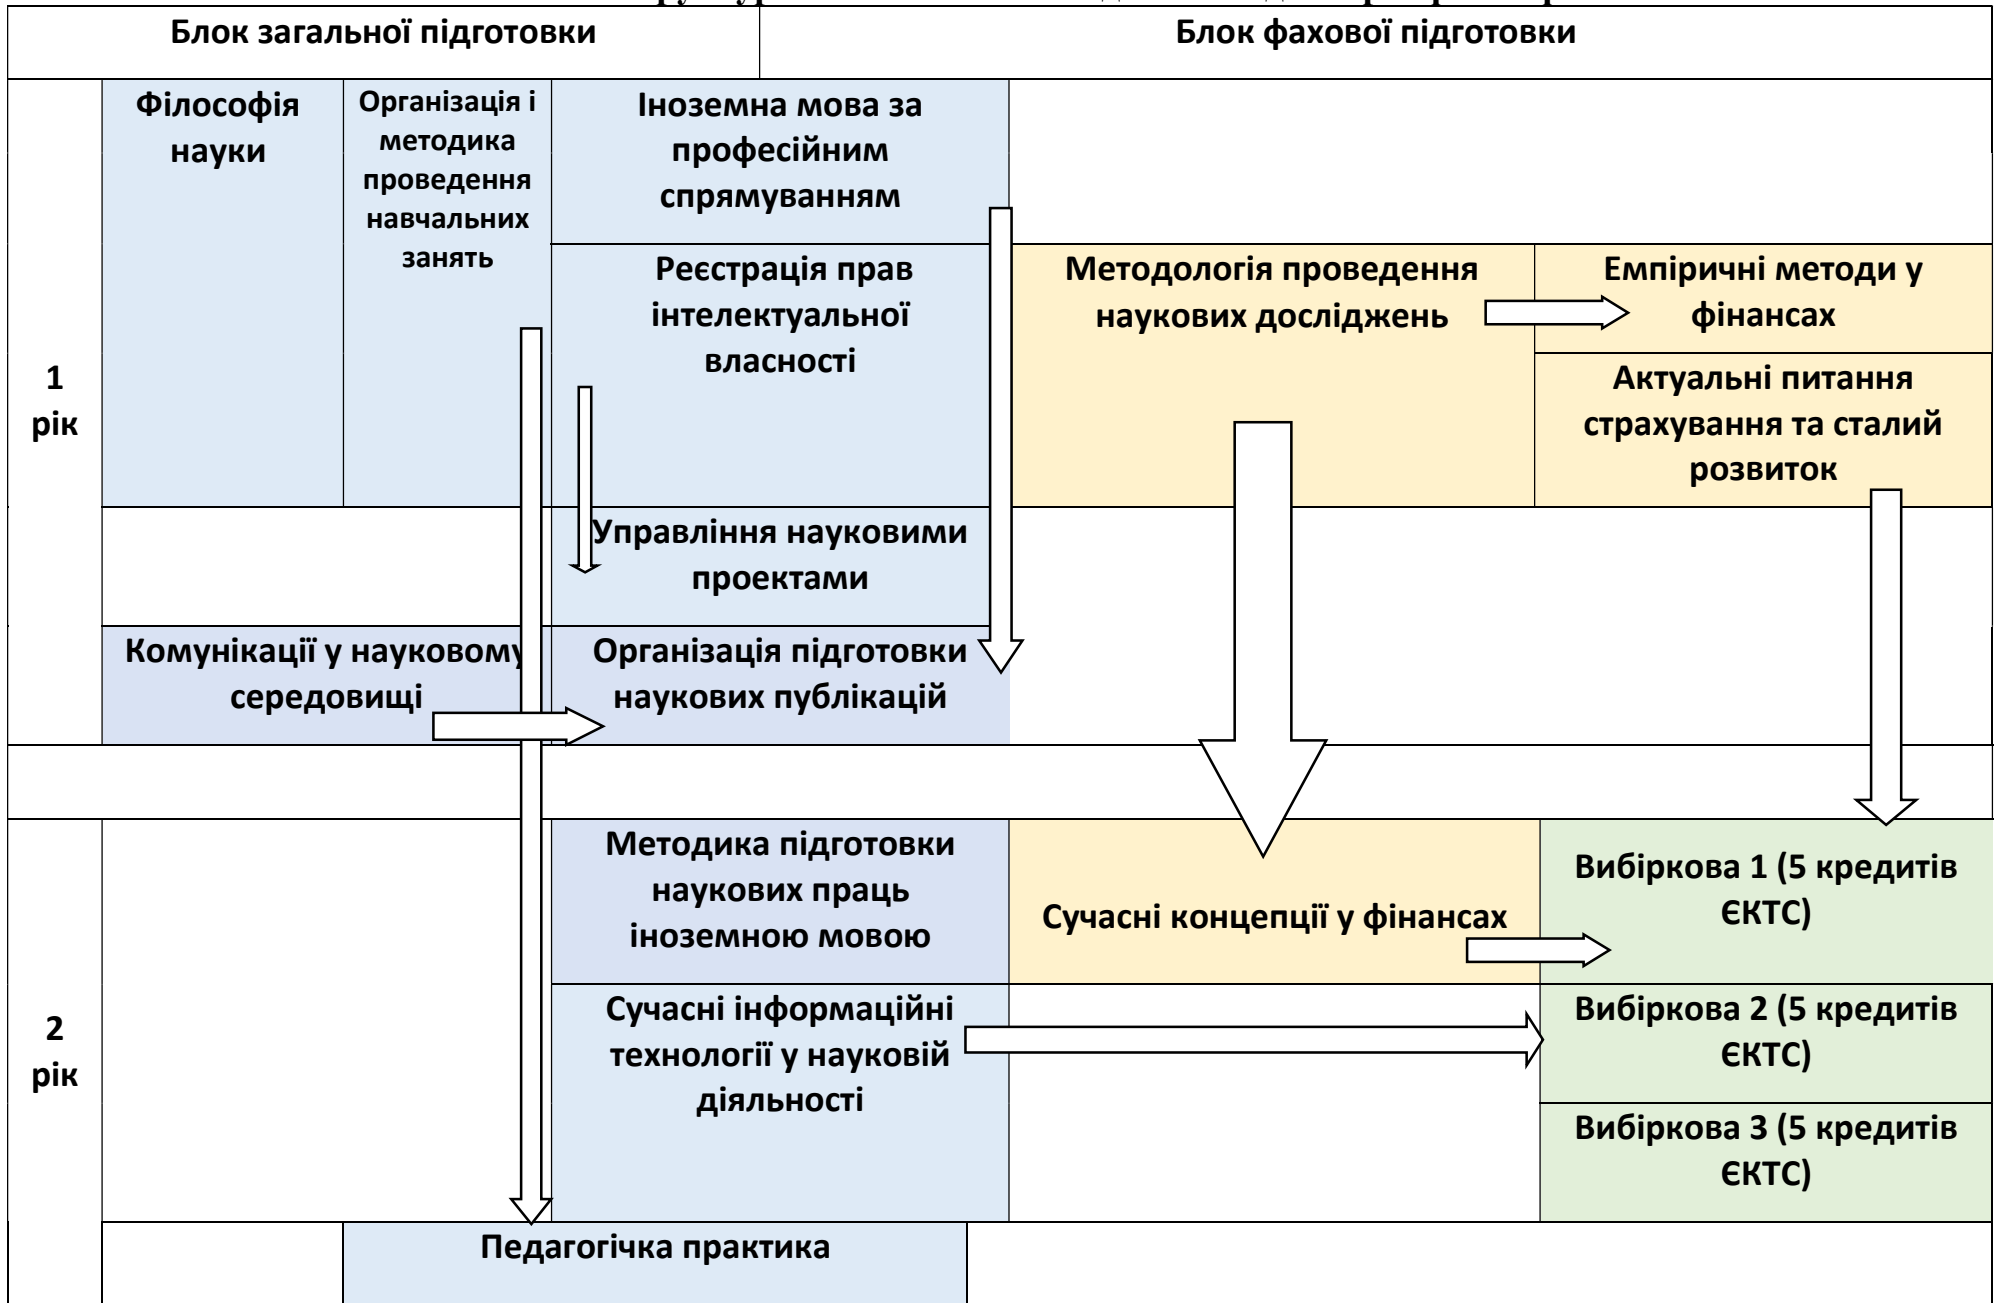 Блок загальної підготовки
Блок фахової підготовки
1
рік
Філософія
науки
Організація і
методика
проведення
навчальних
занять
Іноземна мова за
професійним
спрямуванням
Реєстрація прав
інтелектуальної
власності
Методологія проведення
наукових досліджень
Емпіричні методи у
фінансах
Актуальні питання
страхування та сталий
розвиток
Управління науковими
проектами
Комунікації у науковому
середовищі
Організація підготовки
наукових публікацій
2
рік
Методика підготовки
наукових праць
іноземною мовою
Сучасні концепції у фінансах
Вибіркова 1 (5 кредитів
ЄКТС)
Сучасні інформаційні
технології у науковій
діяльності
Вибіркова 2 (5 кредитів
ЄКТС)
Вибіркова 3 (5 кредитів
ЄКТС)
Педагогічка практика